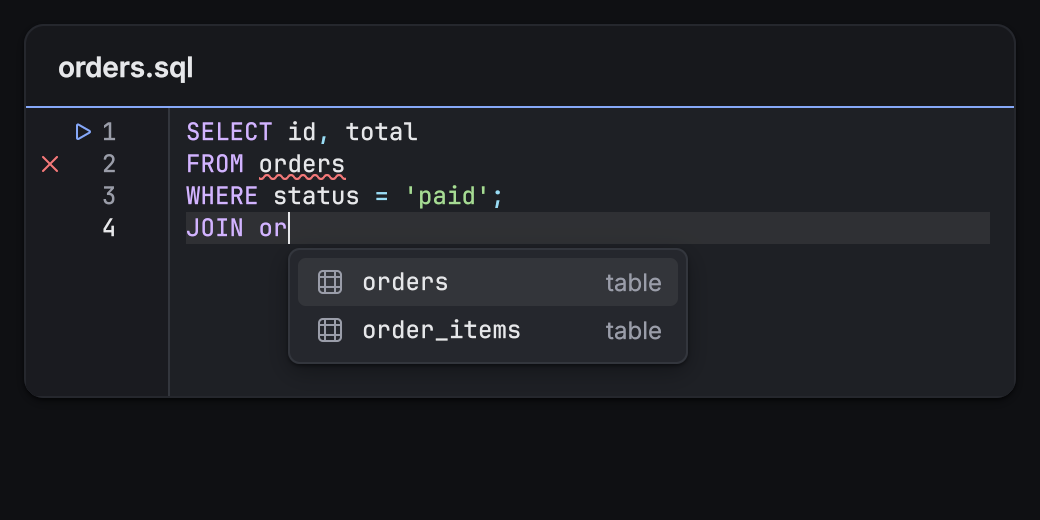 orders.sql
1 SELECT id, total
2 FROM orders
3 WHERE status = 'paid';
4 JOIN or
orders table
order_items table